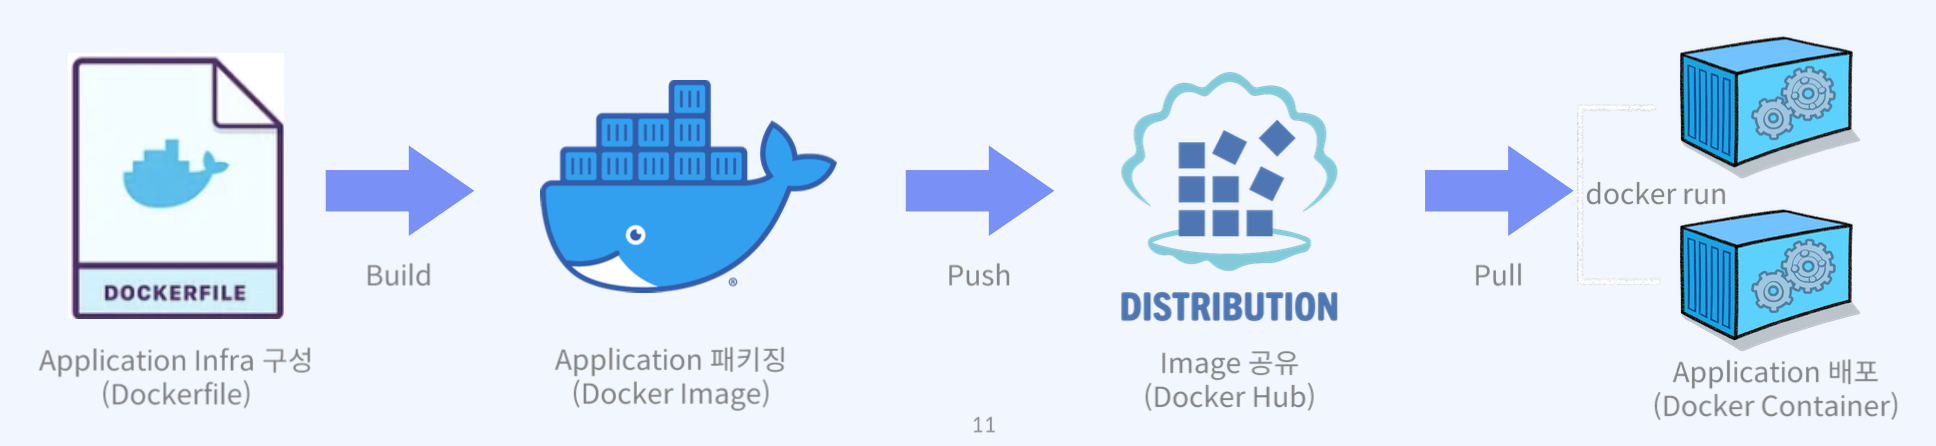 DOCKERFILE
Application Infra 구성
(Dockerfile)
Build
®
Application 패키징
(Docker Image)
Push
DISTRIBUTION
Image 공유
(Docker Hub)
Pull
docker run
Application 배포
(Docker Container)
11